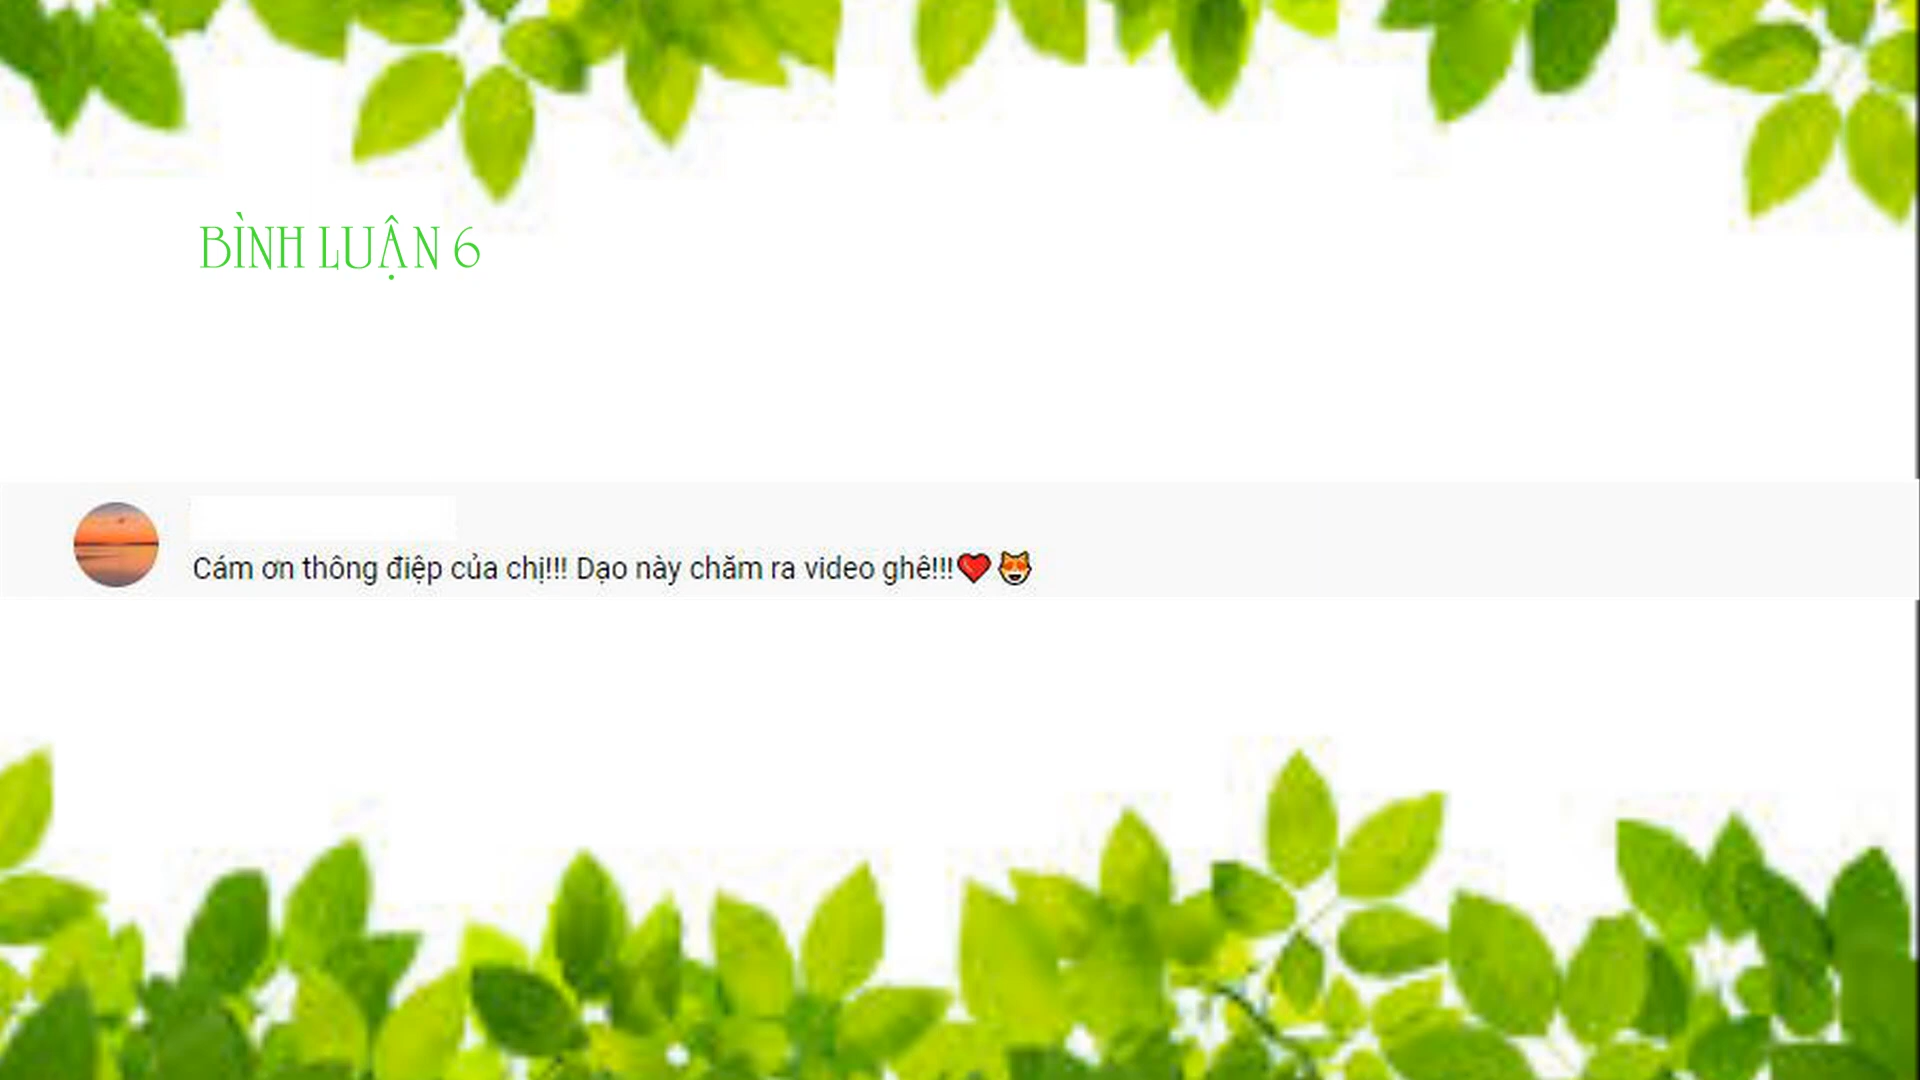 BÌNH LUẬN 6
Cám ơn thông điệp của chị!!! Dạo này chăm ra video ghê!!!❤️😻